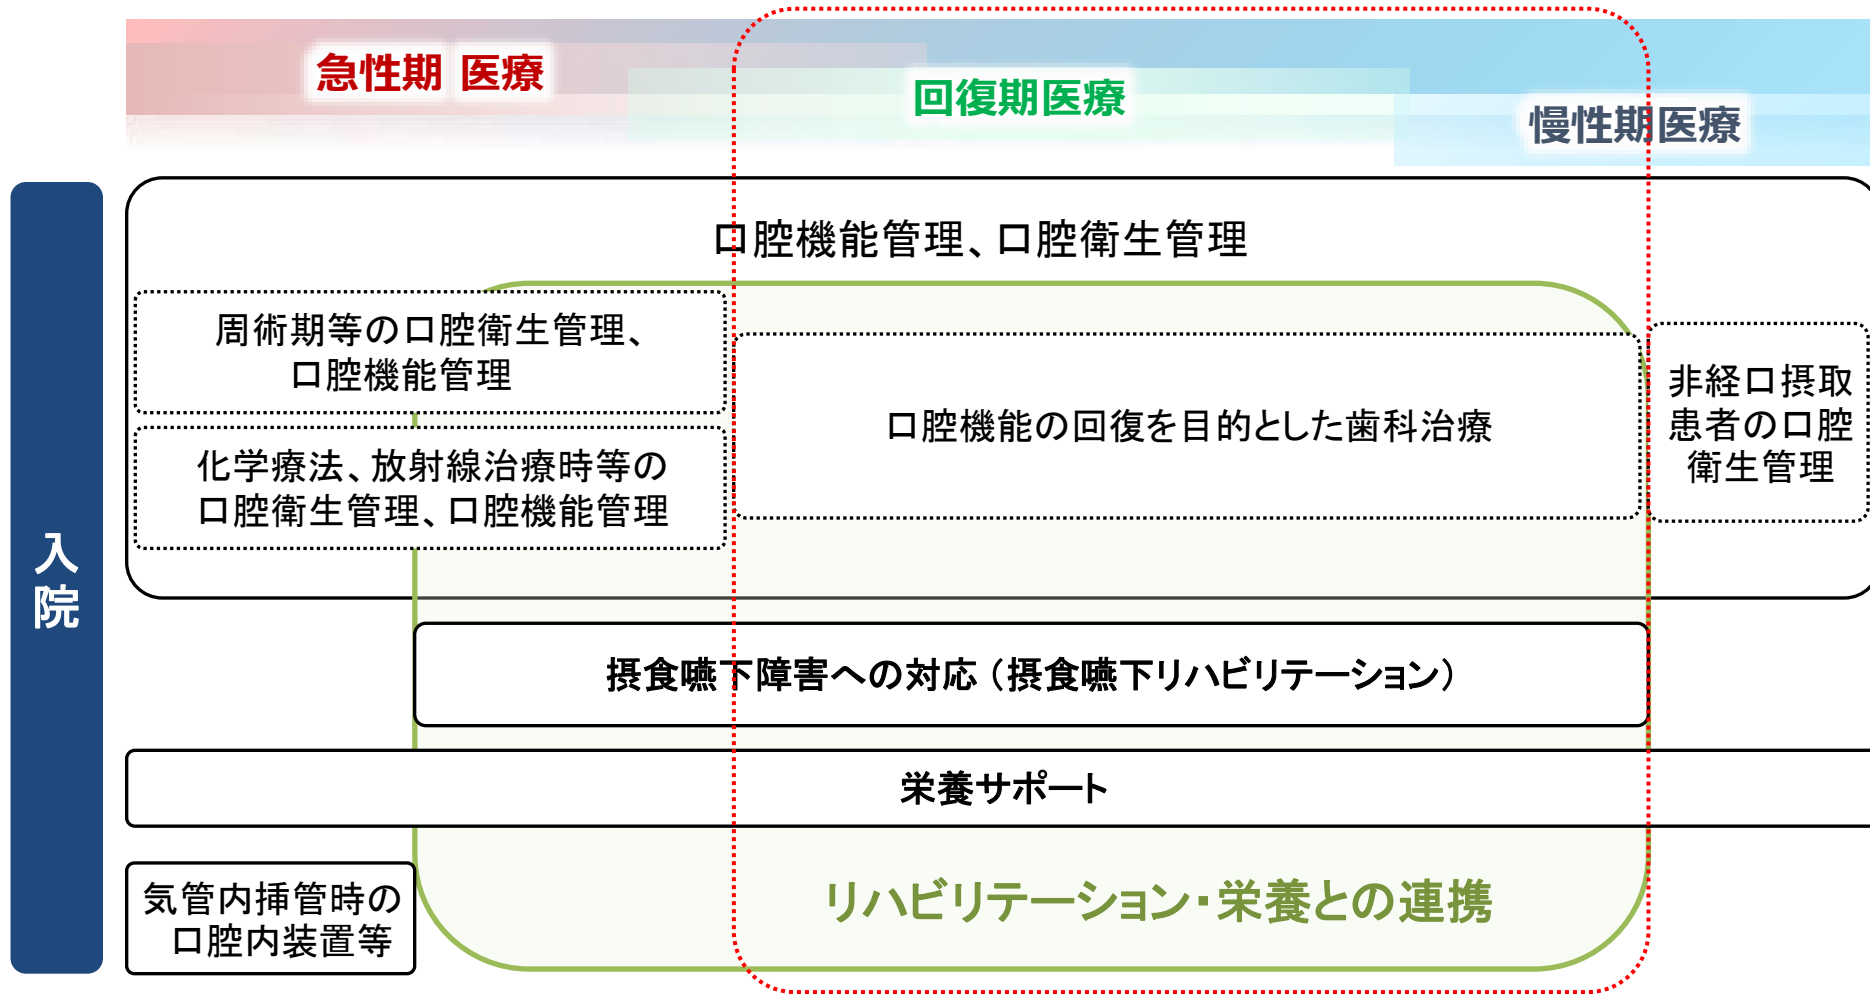 急性期 医療
回復期医療
慢性期医療
入院
口腔機能管理、口腔衛生管理
周術期等の口腔衛生管理、
口腔機能管理
化学療法、放射線治療時等の
口腔衛生管理、口腔機能管理
口腔機能の回復を目的とした歯科治療
非経口摂取
患者の口腔
衛生管理
摂食嚥下障害への対応（摂食嚥下リハビリテーション）
栄養サポート
気管内挿管時の
口腔内装置等
リハビリテーション・栄養との連携